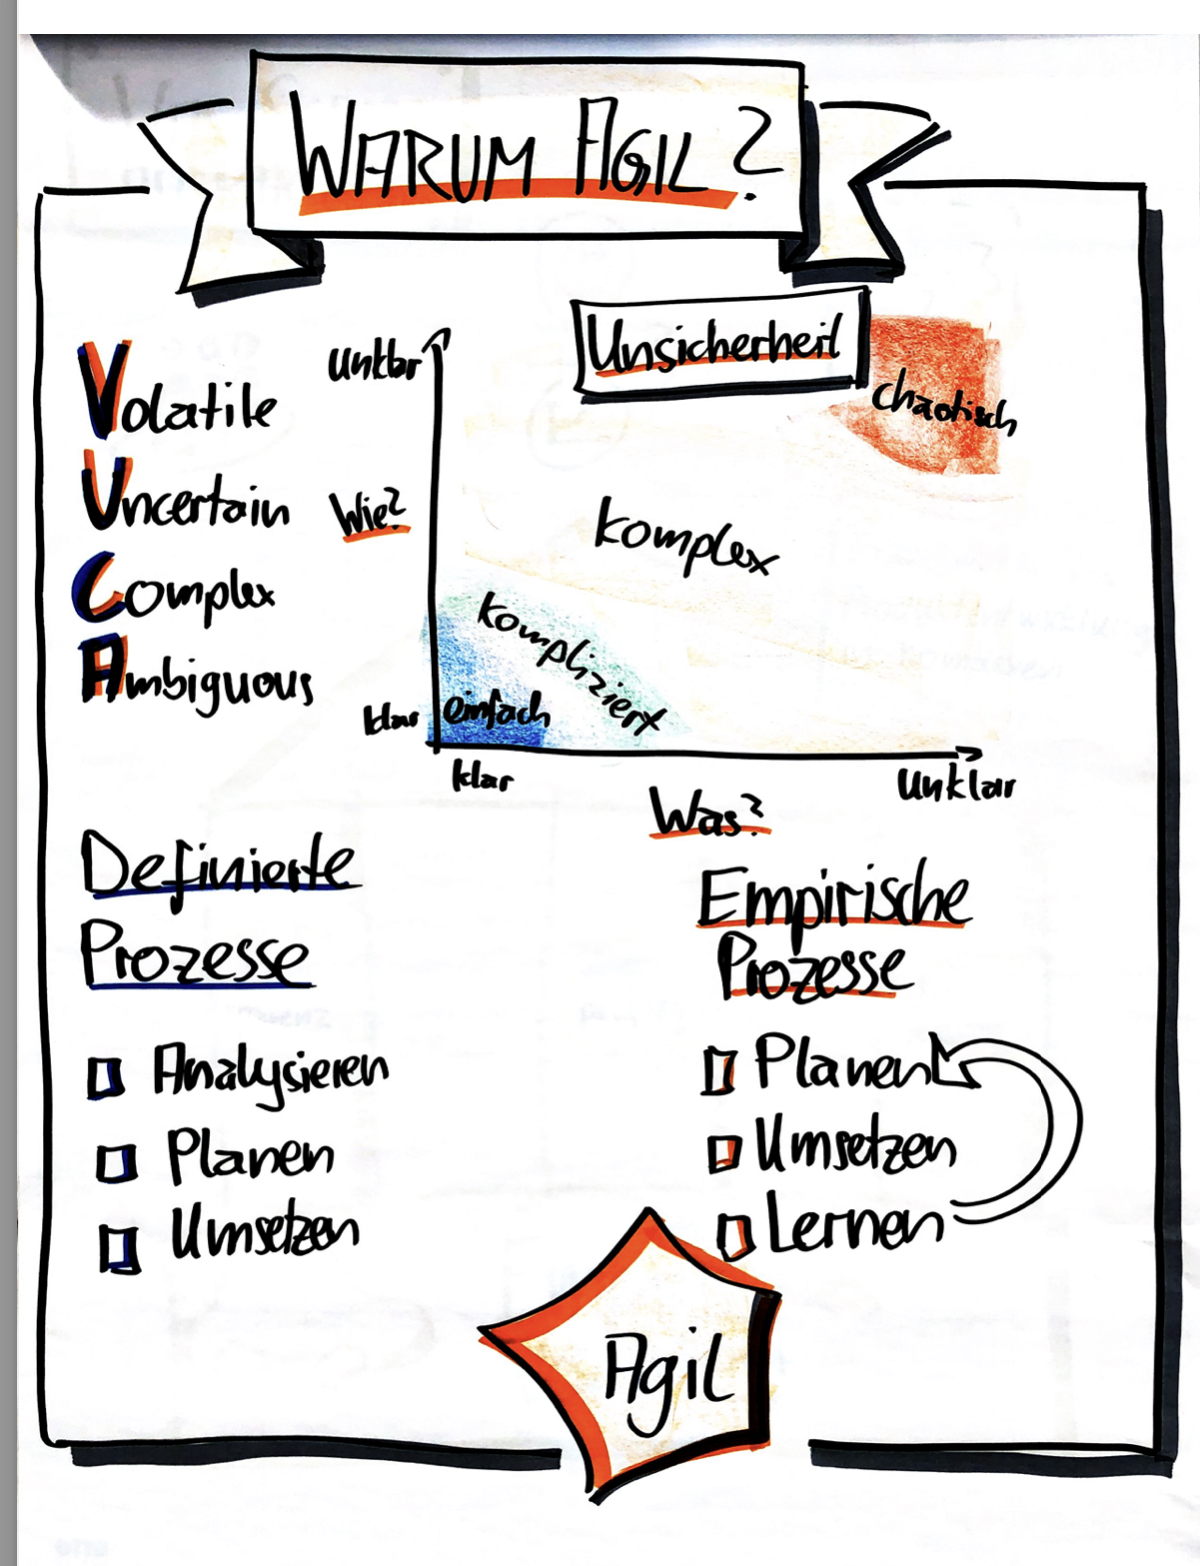 WARUM AGIL?
Volatile
Uncertain
Complex
Ambiguous
Unsicherheit
unklar
Wie?
klar
chaotisch
komplex
kompliziert
einfach
klar
unklar
Was?
Definierte
Prozesse
Analysieren
Planen
Umsetzen
Empirische
Prozesse
Planen
Umsetzen
Lernen
Agil